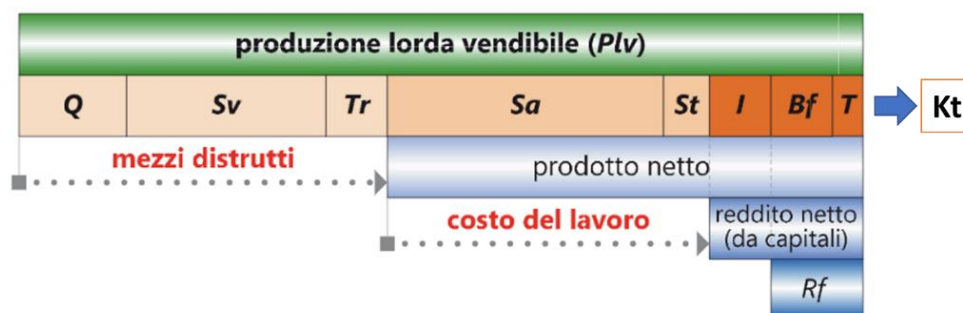 produzione lorda vendibile (Plv)
Q Sv Tr Sa St I Bf T Kt
mezzi distrutti
prodotto netto
costo del lavoro
reddito netto
(da capitali)
Rf